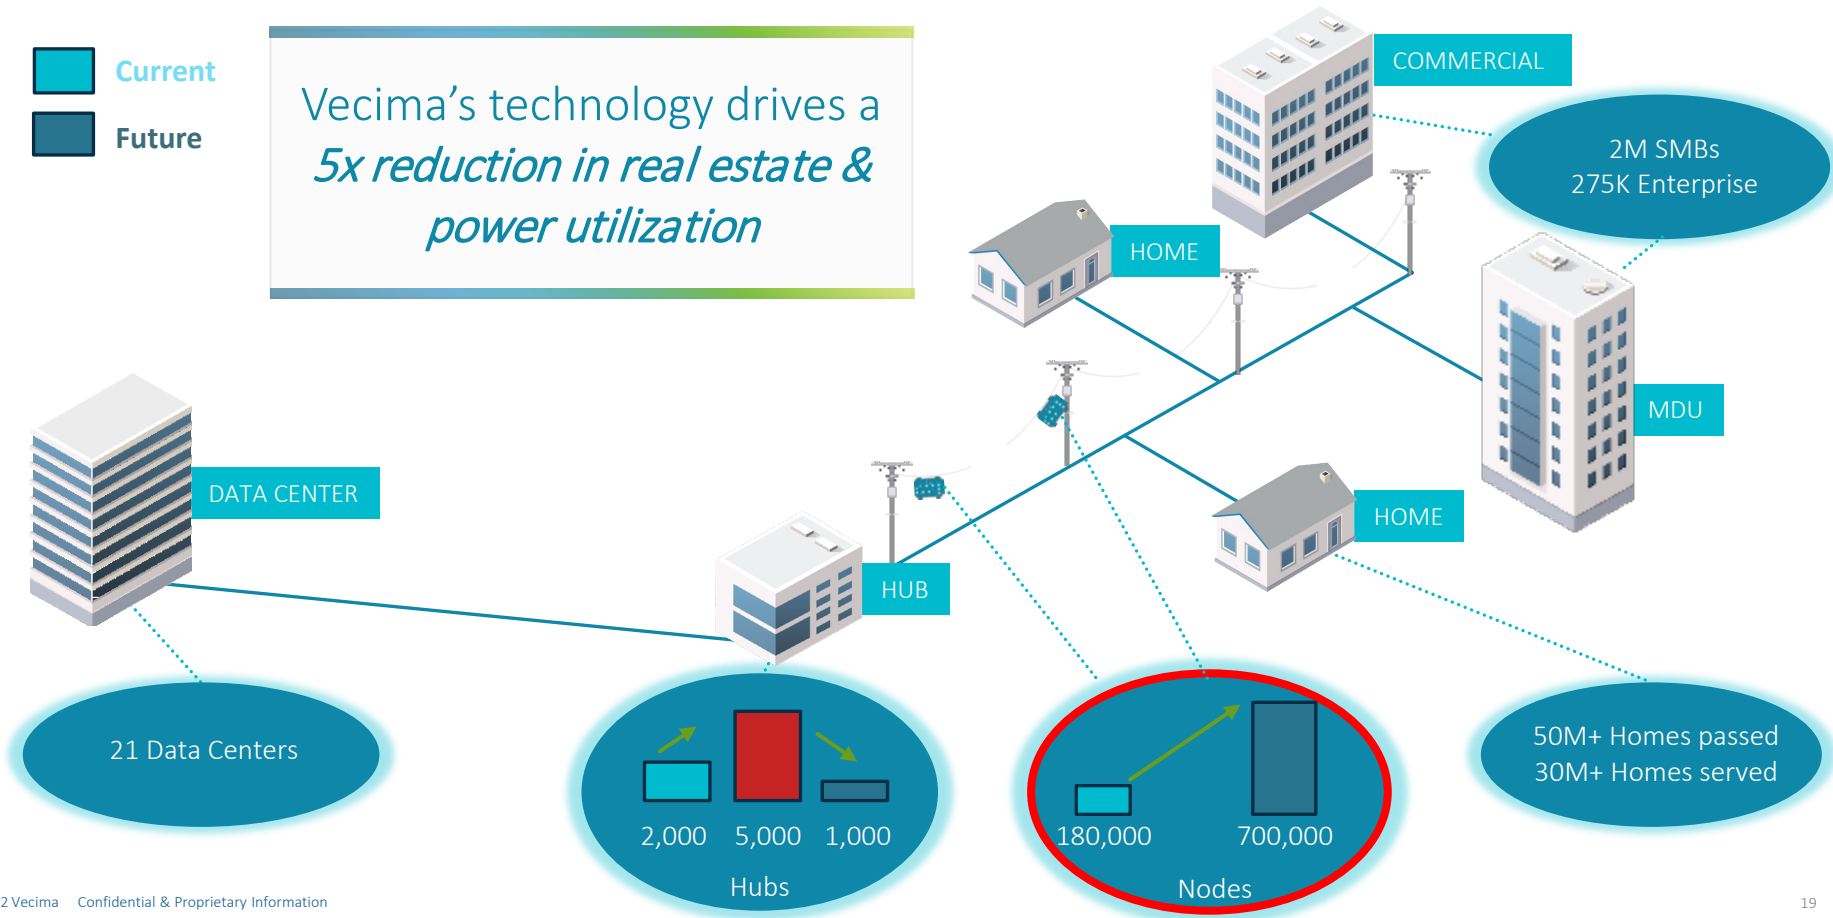 Current
Future
Vecima's technology drives a
5x reduction in real estate &
power utilization
COMMERCIAL
2M SMBs
275K Enterprise
HOME
MDU
DATA CENTER
HOME
HUB
21 Data Centers
2,000 5,000 1,000
Hubs
180,000 700,000
Nodes
50M+ Homes passed
30M+ Homes served
2 Vecima Confidential & Proprietary Information
19